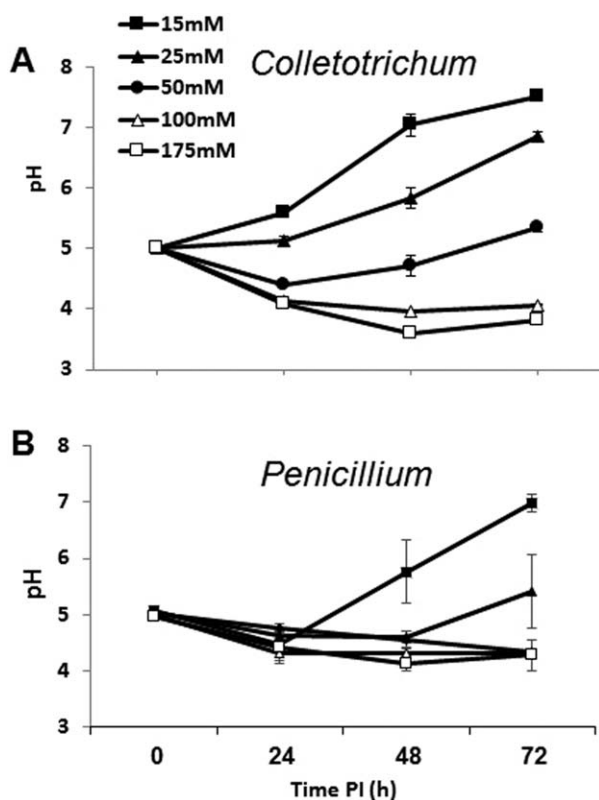 15mM
25mM
50mM
100mM
175mM
A
Colletotrichum
8
7
6
5
4
3
pH
B
Penicillium
8
7
6
5
4
3
pH
0 24 48 72
Time PI (h)